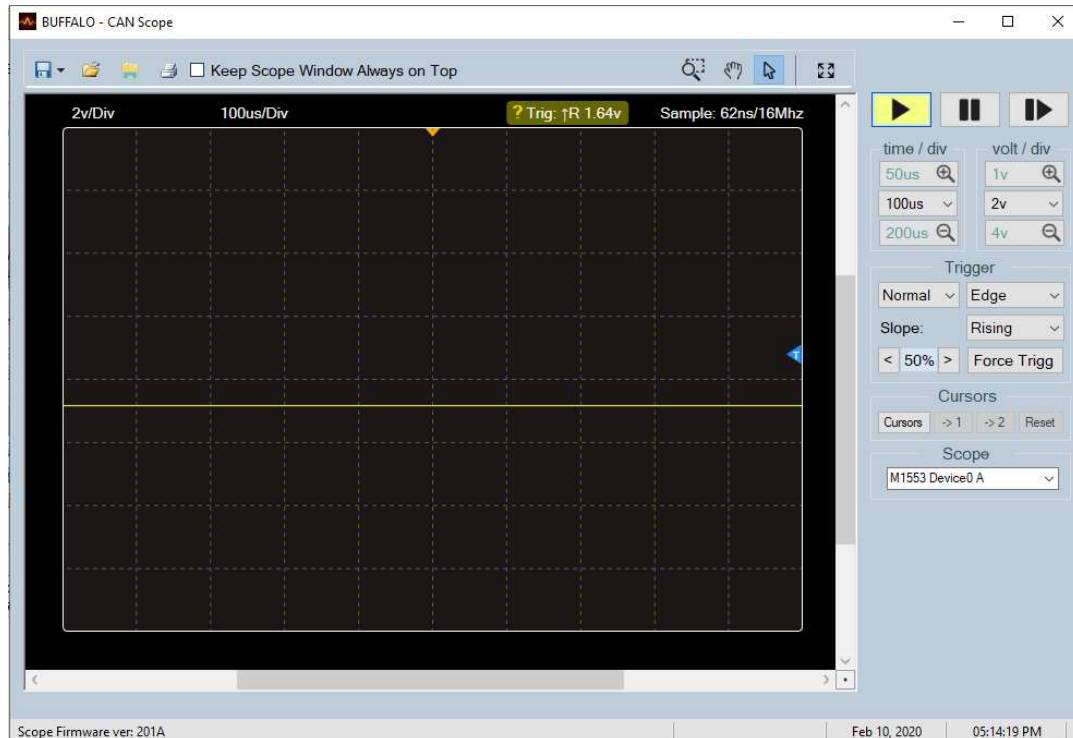 BUFFALO - CAN Scope
Keep Scope Window Always on Top
2v/Div 100us/Div ? Trig: ↑R 1.64v Sample: 62ns/16Mhz
T
time / div volt / div
50us 1v
100us 2v
200us 4v
Trigger
Normal Edge
Slope: Rising
< 50% > Force Trigg
Cursors
Cursors -> 1 -> 2 Reset
Scope
M1553 Device0 A
Scope Firmware ver: 201A Feb 10, 2020 05:14:19 PM